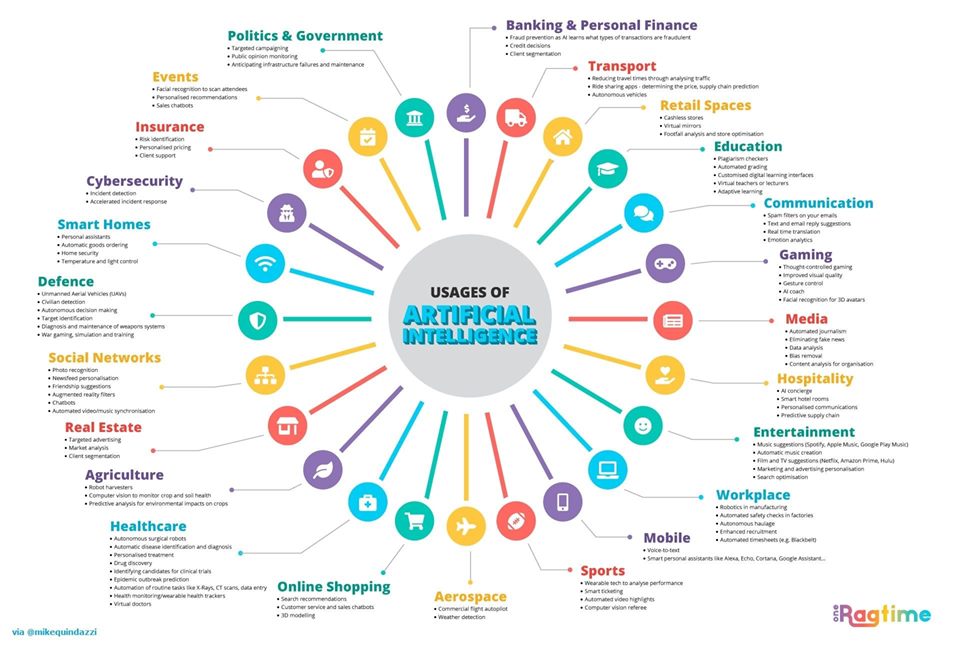 Banking & Personal Finance
• Fraud prevention as AI learns what types of transactions are fraudulent
• Credit decisions
• Client segmentation
Transport
• Reducing travel times through analysing traffic
• Ride sharing apps - determining the price, supply chain prediction
• Autonomous vehicles
Retail Spaces
• Cashless stores
• Virtual mirrors
• Footfall analysis and store optimisation
Education
• Plagiarism checkers
• Automated grading
• Customised digital learning interfaces
• Virtual teachers or lecturers
• Adaptive learning
Communication
• Spam filters on your emails
• Text and email reply suggestions
• Real time translation
• Emotion analytics
Gaming
• Thought-controlled gaming
• Improved visual quality
• Gesture control
• AI coach
• Facial recognition for 3D avatars
Media
• Automated journalism
• Eliminating fake news
• Data analysis
• Bias removal
• Content analysis for organisation
Hospitality
• AI concierge
• Smart hotel rooms
• Personalised communications
• Predictive supply chain
Entertainment
• Music suggestions (Spotify, Apple Music, Google Play Music)
• Automatic music creation
• Film and TV suggestions (Netflix, Amazon Prime, Hulu)
• Marketing and advertising personalisation
• Search optimisation
Workplace
• Robotics in manufacturing
• Automated safety checks in factories
• Autonomous haulage
• Enhanced recruitment
• Automated timesheets (e.g. Blackbelt)
Mobile
• Voice-to-text
• Smart personal assistants like Alexa, Echo, Cortana, Google Assistant...
Sports
• Wearable tech to analyse performance
• Smart ticketing
• Automated video highlights
• Computer vision referee
Aerospace
• Commercial flight autopilot
• Weather detection
Online Shopping
• Search recommendations
• Customer service and sales chatbots
• 3D modelling
Healthcare
• Autonomous surgical robots
• Automatic disease identification and diagnosis
• Personalised treatment
• Drug discovery
• Identifying candidates for clinical trials
• Epidemic outbreak prediction
• Automation of routine tasks like X-Rays, CT scans, data entry
• Health monitoring/wearable health trackers
• Virtual doctors
Agriculture
• Robot harvesters
• Computer vision to monitor crop and soil health
• Predictive analysis for environmental impacts on crops
Real Estate
• Targeted advertising
• Market analysis
• Client segmentation
Social Networks
• Photo recognition
• Newsfeed personalisation
• Friendship suggestions
• Augmented reality filters
• Chatbots
• Automated video/music synchronisation
Defence
• Unmanned Aerial Vehicles (UAVs)
• Civilian detection
• Autonomous decision making
• Target identification
• Diagnosis and maintenance of weapons systems
• War gaming, simulation and training
Smart Homes
• Personal assistants
• Automatic goods ordering
• Home security
• Temperature and light control
Cybersecurity
• Incident detection
• Accelerated incident response
Insurance
• Risk identification
• Personalised pricing
• Client support
Events
• Facial recognition to scan attendees
• Personalised recommendations
• Sales chatbots
Politics & Government
• Targeted campaigning
• Public opinion monitoring
• Anticipating infrastructure failures and maintenance
USAGES OF
ARTIFICIAL
INTELLIGENCE
via @mikequindazzi
one Ragtime